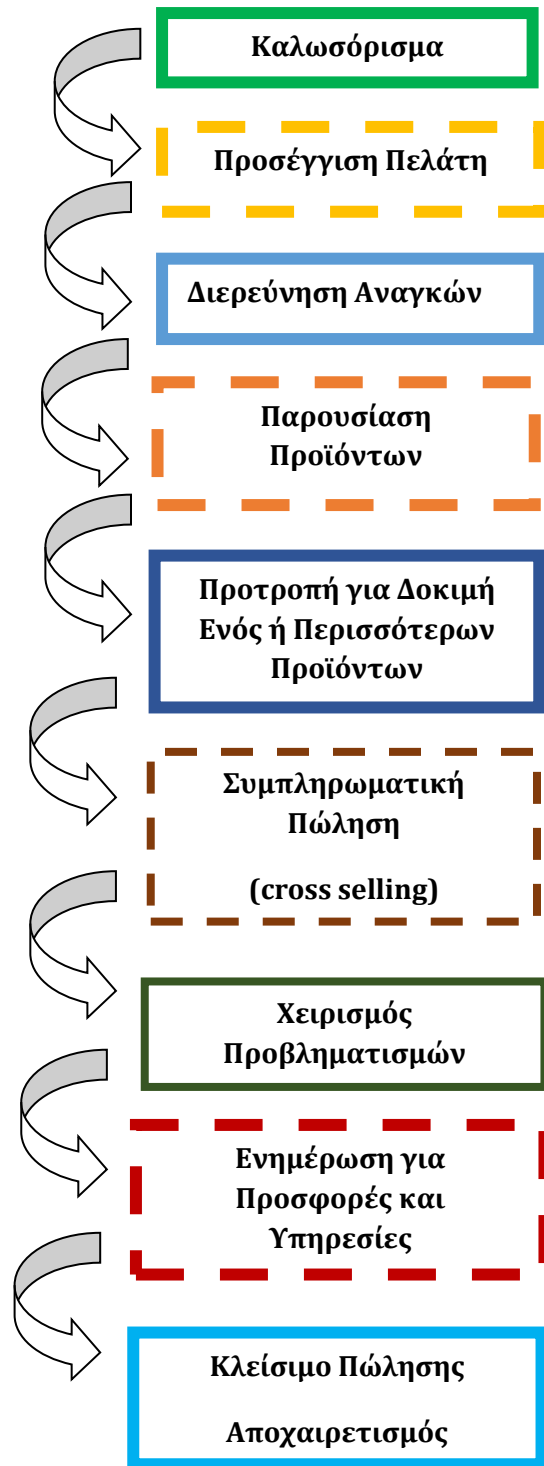 Καλωσόρισμα
Προσέγγιση Πελάτη
Διερεύνηση Αναγκών
Παρουσίαση
Προϊόντων
Προτροπή για Δοκιμή
Ενός ή Περισσότερων
Προϊόντων
Συμπληρωματική
Πώληση
(cross selling)
Χειρισμός
Προβληματισμών
Ενημέρωση για
Προσφορές και
Υπηρεσίες
Κλείσιμο Πώλησης
Αποχαιρετισμός